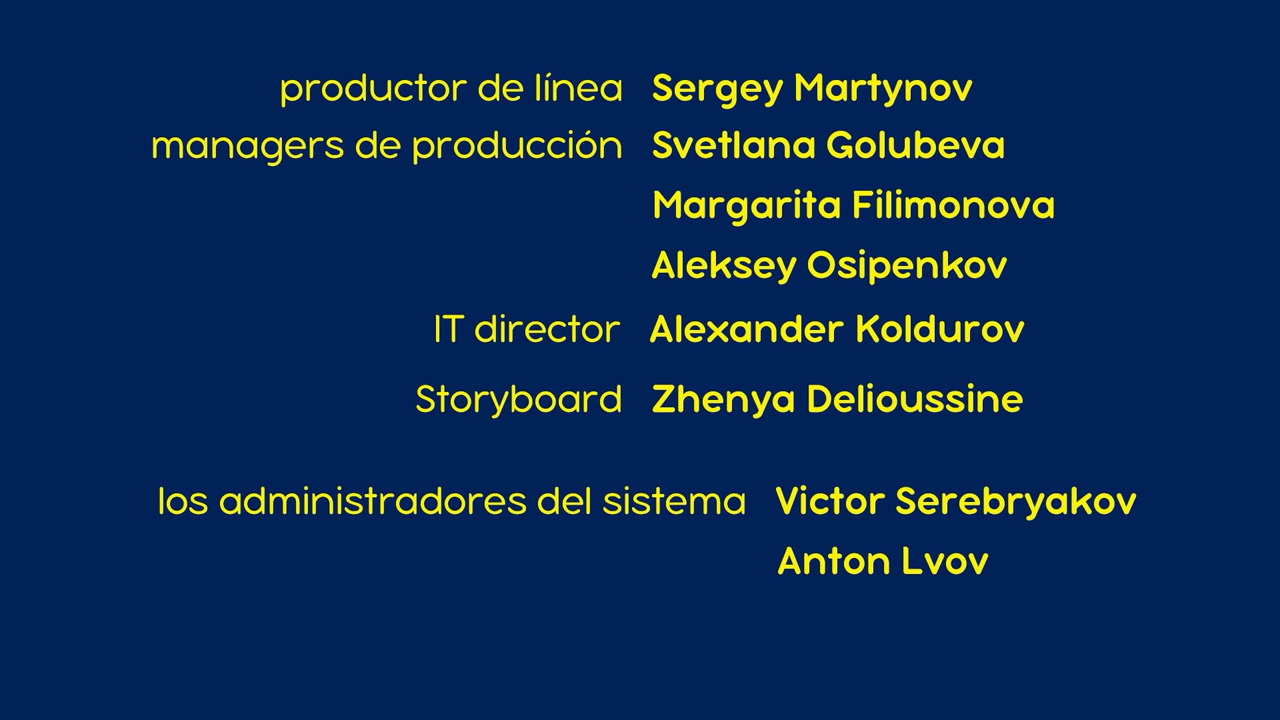 productor de línea Sergey Martynov
managers de producción Svetlana Golubeva
Margarita Filimonova
Aleksey Osipenkov
IT director Alexander Koldurov
Storyboard Zhenya Delioussine
los administradores del sistema Victor Serebryakov
Anton Lvov